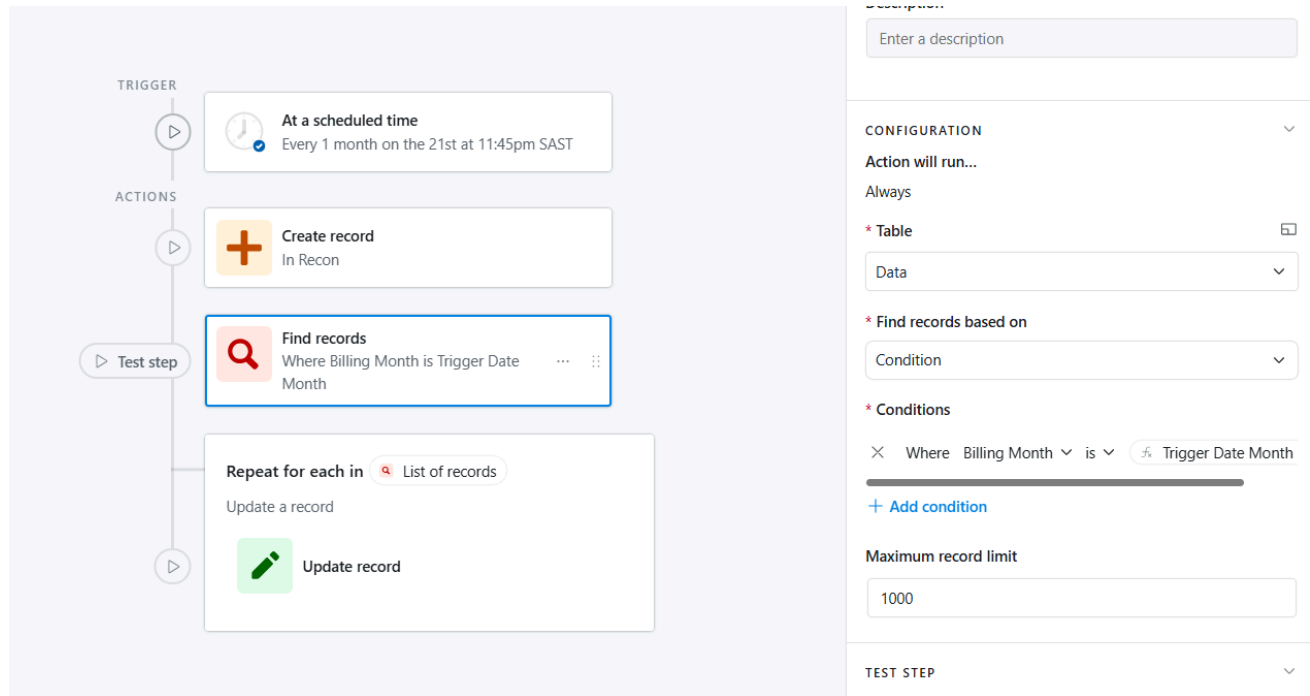 Description
Enter a description
TRIGGER
At a scheduled time
Every 1 month on the 21st at 11:45pm SAST
ACTIONS
Create record
In Recon
Test step
Find records
Where Billing Month is Trigger Date
Month
Repeat for each in List of records
Update a record
Update record
CONFIGURATION
Action will run...
Always
* Table
Data
* Find records based on
Condition
* Conditions
Where Billing Month is fx Trigger Date Month
+ Add condition
Maximum record limit
1000
TEST STEP